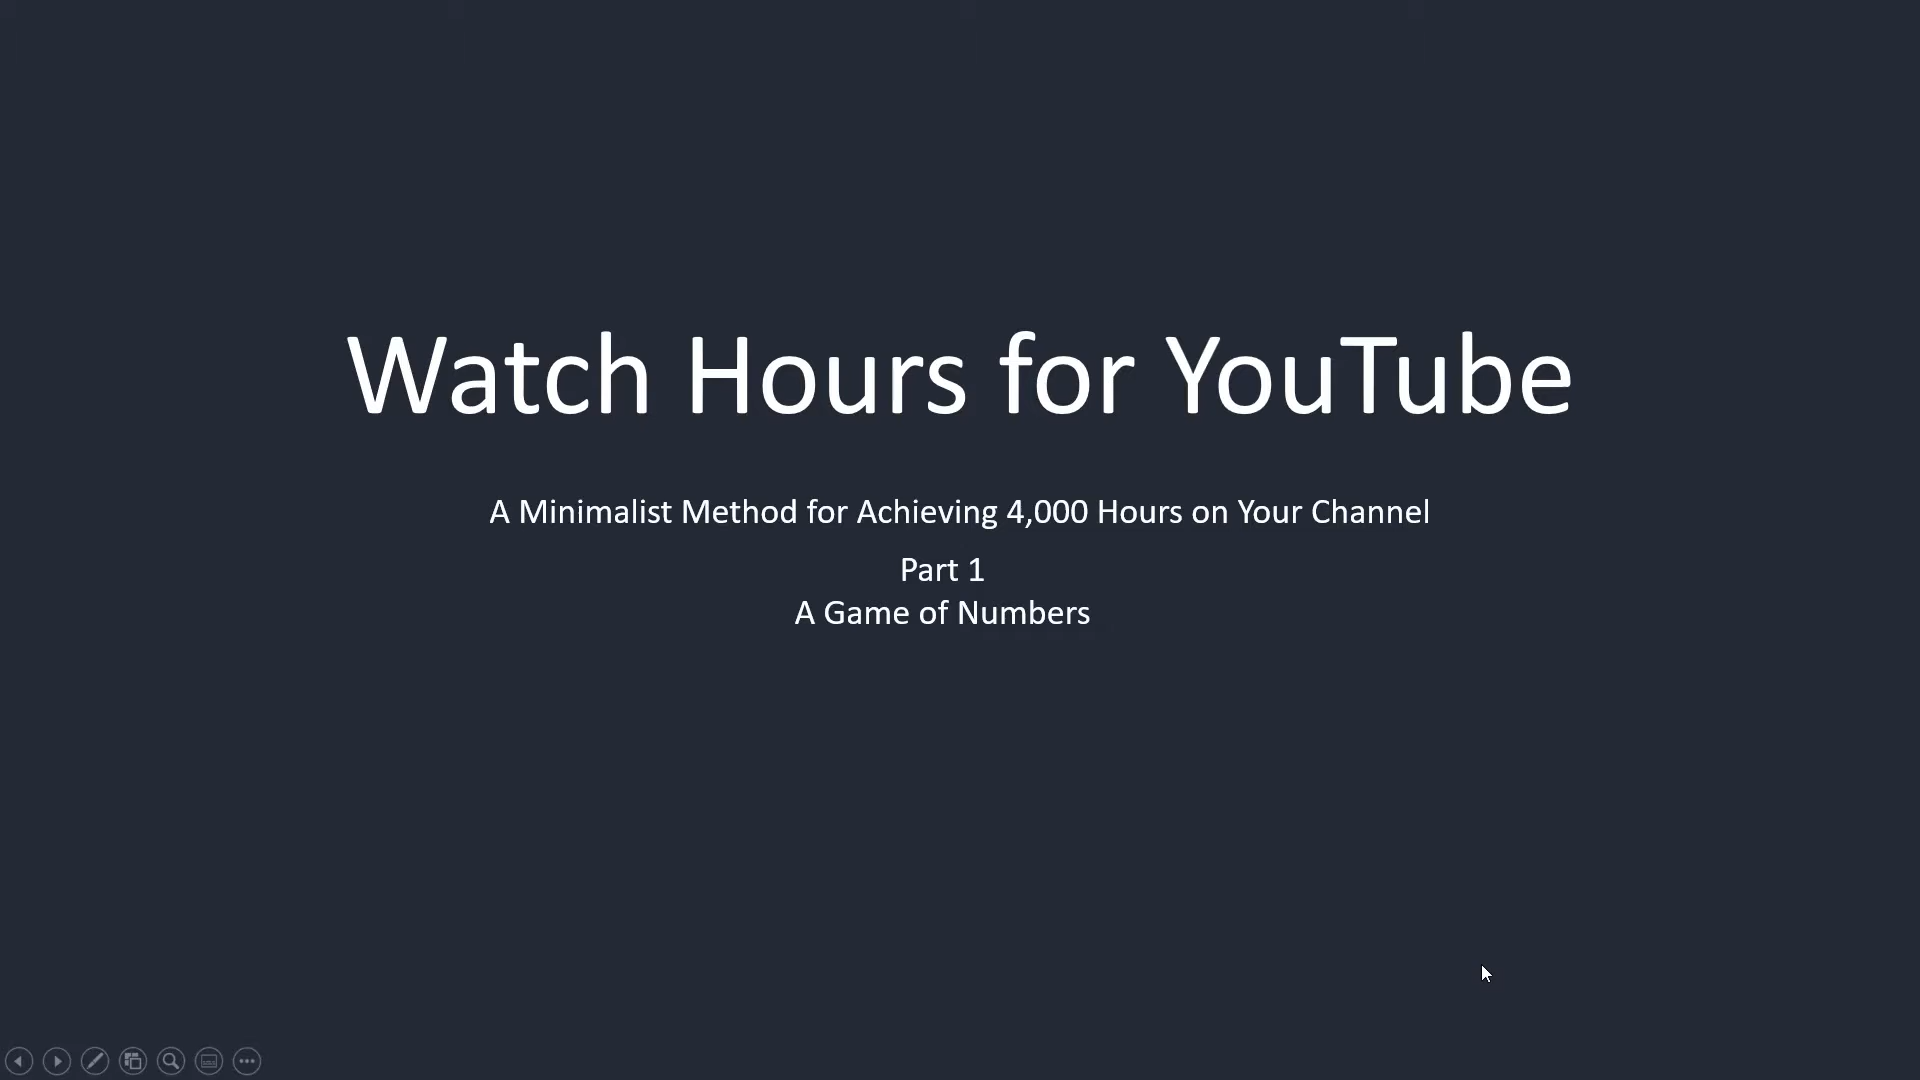 Watch Hours for YouTube
A Minimalist Method for Achieving 4,000 Hours on Your Channel
Part 1
A Game of Numbers